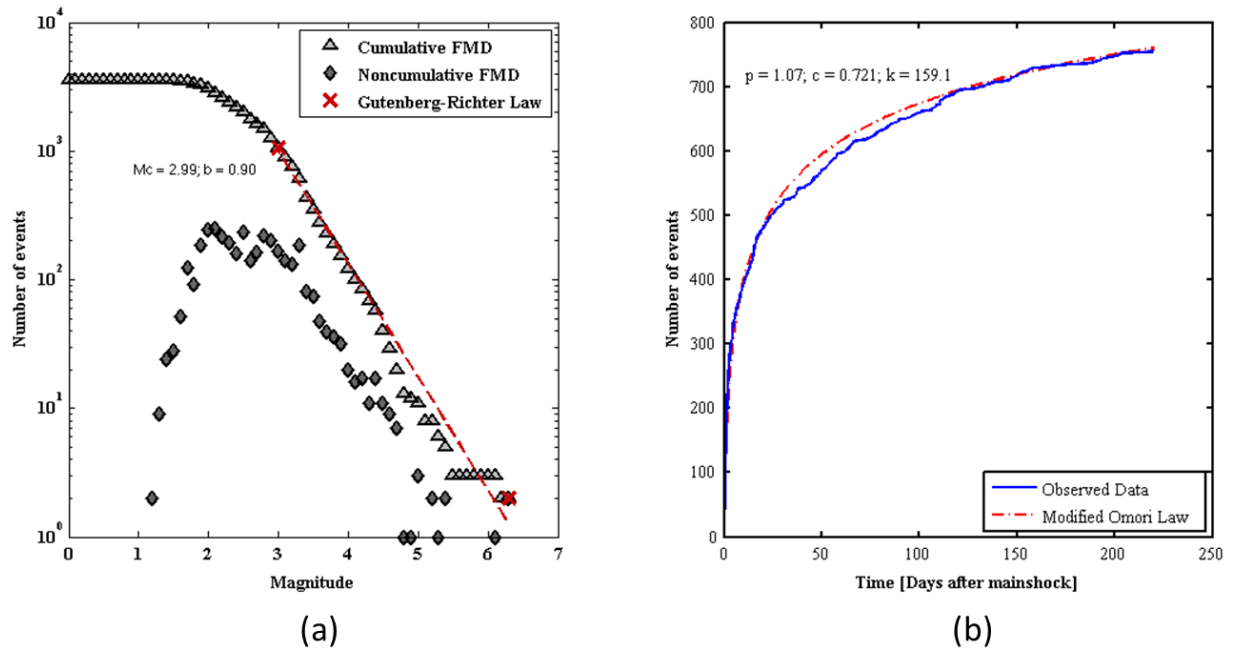 10⁴
10³
10²
10¹
10⁰
Number of events
Cumulative FMD
Noncumulative FMD
Gutenberg-Richter Law
Mc = 2.99; b = 0.90
0 1 2 3 4 5 6 7
Magnitude
(a)
800
700
600
500
400
300
200
100
0
Number of events
p = 1.07; c = 0.721; k = 159.1
Observed Data
Modified Omori Law
0 50 100 150 200 250
Time [Days after mainshock]
(b)